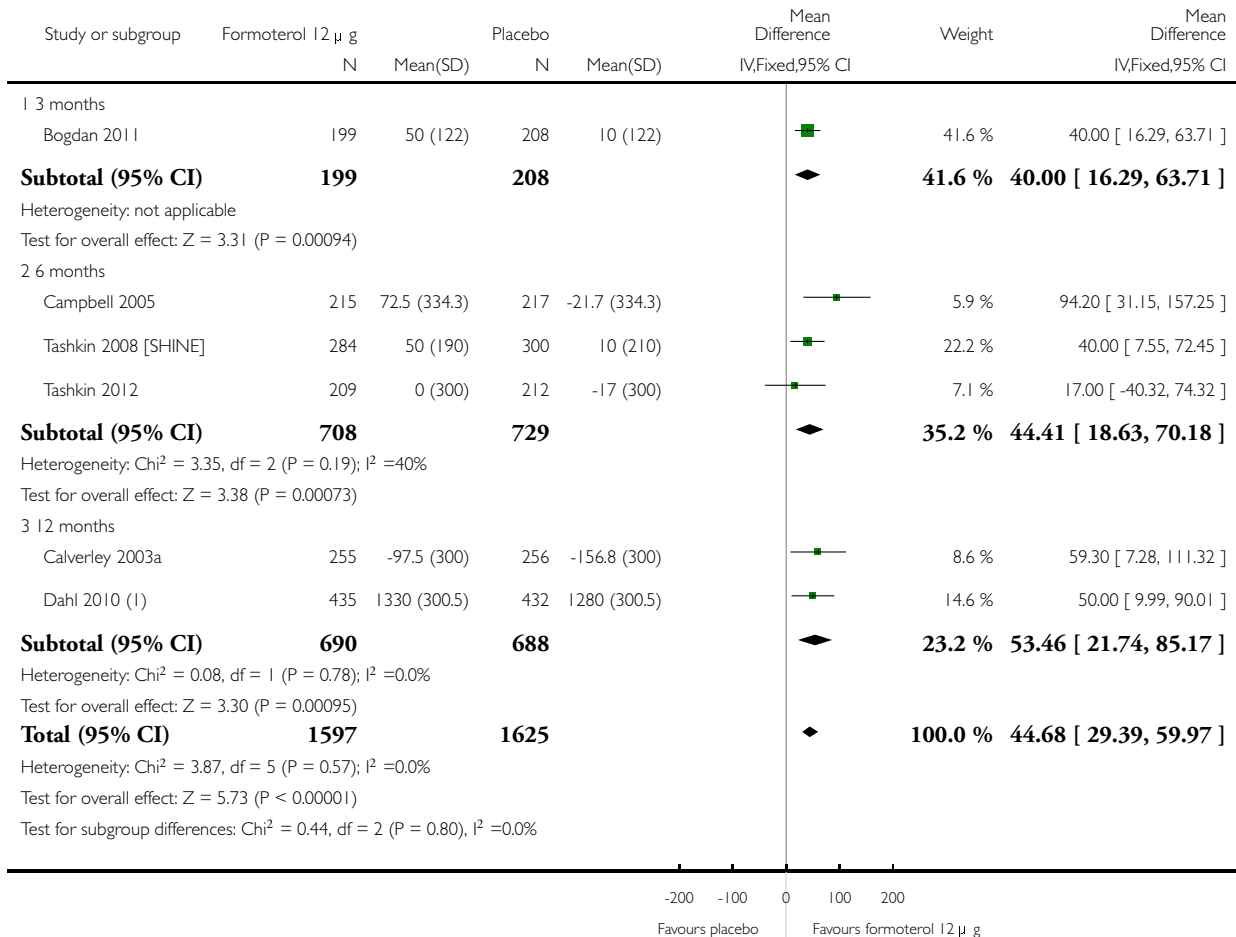 Study or subgroup Formoterol 12 μ g Placebo Mean Difference Weight Mean Difference
N Mean(SD) N Mean(SD) IV,Fixed,95% CI IV,Fixed,95% CI
1 3 months
Bogdan 2011 199 50 (122) 208 10 (122) 41.6 % 40.00 [ 16.29, 63.71 ]
Subtotal (95% CI) 199 208 41.6 % 40.00 [ 16.29, 63.71 ]
Heterogeneity: not applicable
Test for overall effect: Z = 3.31 (P = 0.00094)
2 6 months
Campbell 2005 215 72.5 (334.3) 217 -21.7 (334.3) 5.9 % 94.20 [ 31.15, 157.25 ]
Tashkin 2008 [SHINE] 284 50 (190) 300 10 (210) 22.2 % 40.00 [ 7.55, 72.45 ]
Tashkin 2012 209 0 (300) 212 -17 (300) 7.1 % 17.00 [ -40.32, 74.32 ]
Subtotal (95% CI) 708 729 35.2 % 44.41 [ 18.63, 70.18 ]
Heterogeneity: Chi² = 3.35, df = 2 (P = 0.19); I² =40%
Test for overall effect: Z = 3.38 (P = 0.00073)
3 12 months
Calverley 2003a 255 -97.5 (300) 256 -156.8 (300) 8.6 % 59.30 [ 7.28, 111.32 ]
Dahl 2010 (1) 435 1330 (300.5) 432 1280 (300.5) 14.6 % 50.00 [ 9.99, 90.01 ]
Subtotal (95% CI) 690 688 23.2 % 53.46 [ 21.74, 85.17 ]
Heterogeneity: Chi² = 0.08, df = 1 (P = 0.78); I² =0.0%
Test for overall effect: Z = 3.30 (P = 0.00095)
Total (95% CI) 1597 1625 100.0 % 44.68 [ 29.39, 59.97 ]
Heterogeneity: Chi² = 3.87, df = 5 (P = 0.57); I² =0.0%
Test for overall effect: Z = 5.73 (P < 0.00001)
Test for subgroup differences: Chi² = 0.44, df = 2 (P = 0.80), I² =0.0%
-200 -100 0 100 200
Favours placebo Favours formoterol 12 μ g